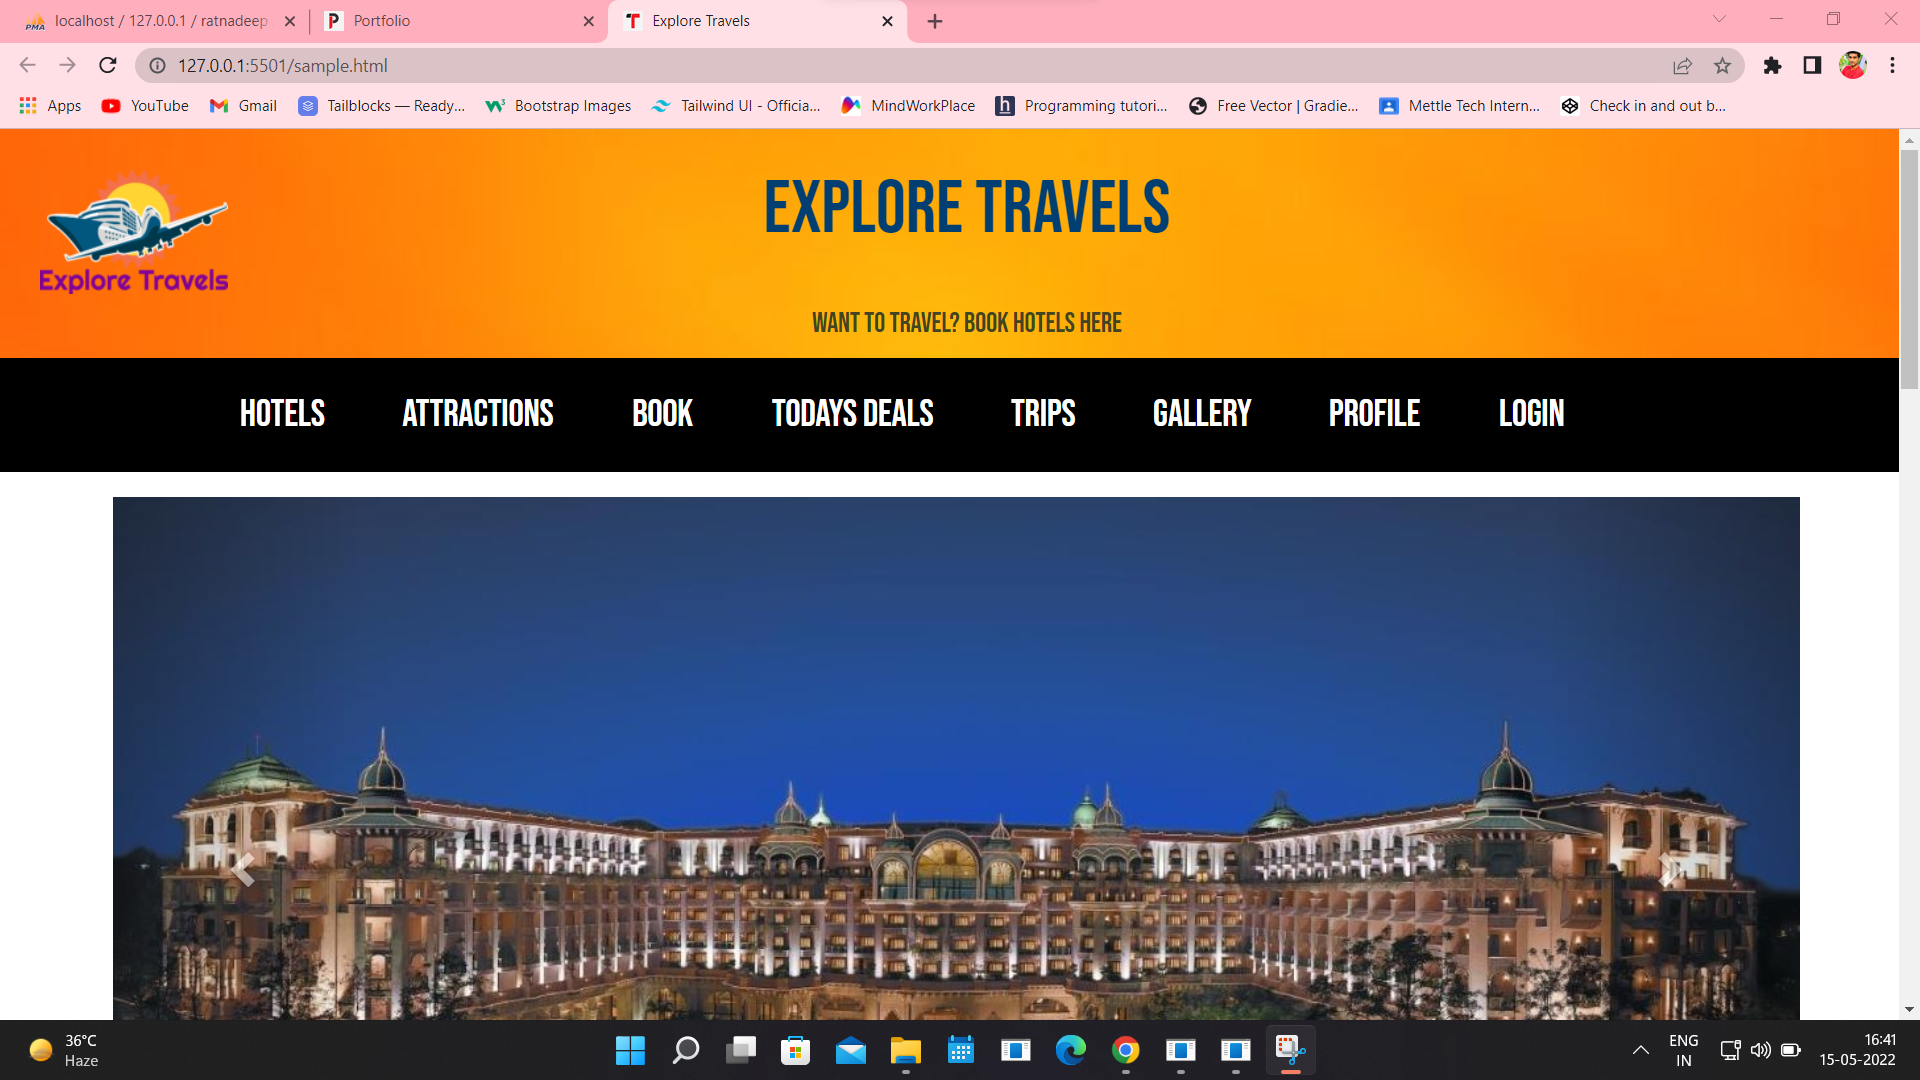 localhost / 127.0.0.1 / ratnadeep
Portfolio
Explore Travels
127.0.0.1:5501/sample.html
Apps
YouTube
Gmail
Tailblocks — Ready...
Bootstrap Images
Tailwind UI - Officia...
MindWorkPlace
Programming tutori...
Free Vector | Gradie...
Mettle Tech Intern...
Check in and out b...
Explore Travels
EXPLORE TRAVELS
WANT TO TRAVEL? BOOK HOTELS HERE
HOTELS
ATTRACTIONS
BOOK
TODAYS DEALS
TRIPS
GALLERY
PROFILE
LOGIN
36°C
Haze
ENG
IN
16:41
15-05-2022